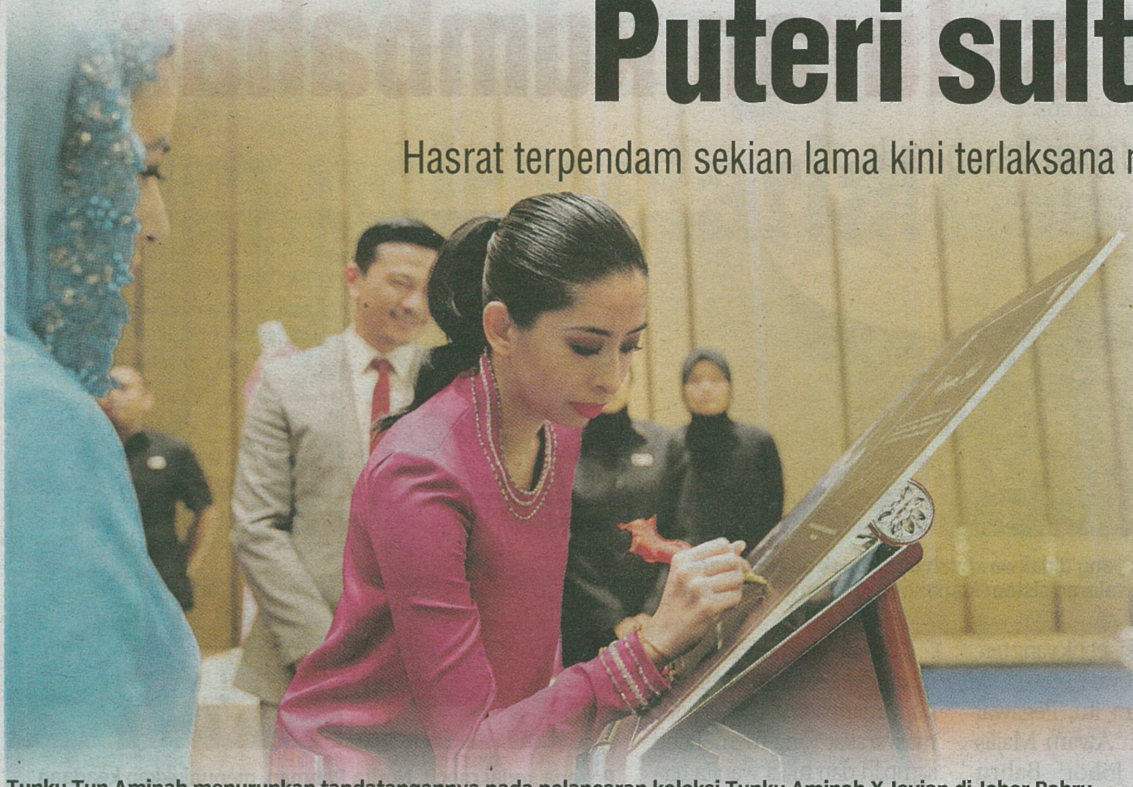 Puteri sult
Hasrat terpendam sekian lama kini terlaksana
Tunku Tun Aminah menurunkan tandatangannya pada pelancaran koleksi Tunku Aminah X Jovian di Johor Bahru